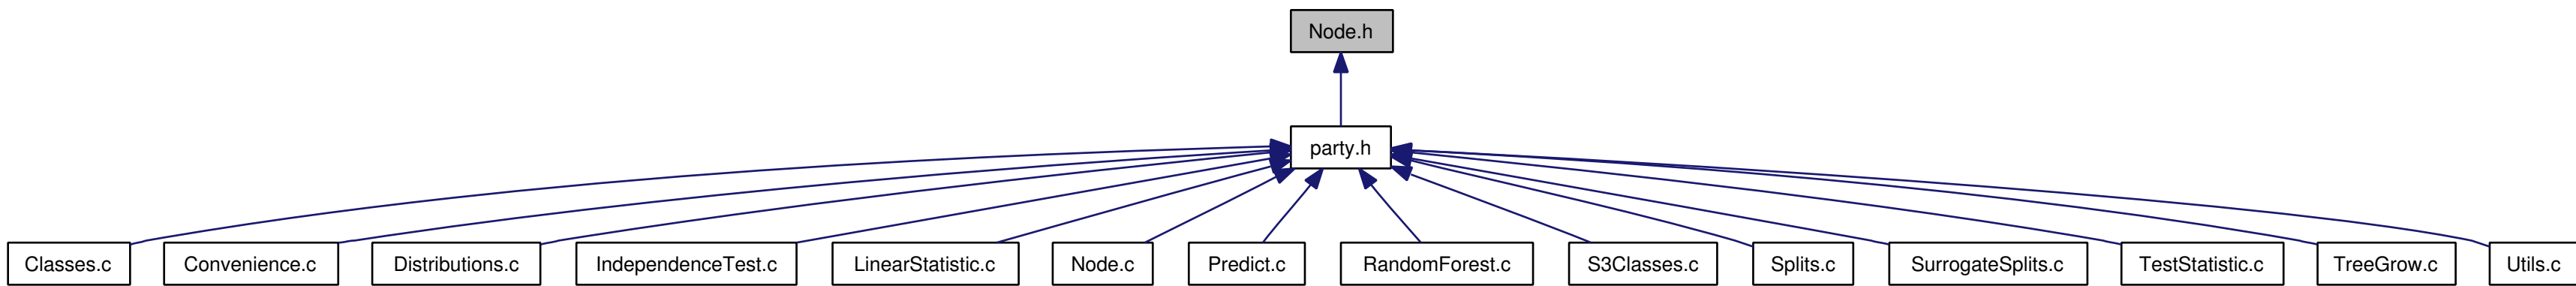 Node.h
party.h
Classes.c
Convenience.c
Distributions.c
IndependenceTest.c
LinearStatistic.c
Node.c
Predict.c
RandomForest.c
S3Classes.c
Splits.c
SurrogateSplits.c
TestStatistic.c
TreeGrow.c
Utils.c